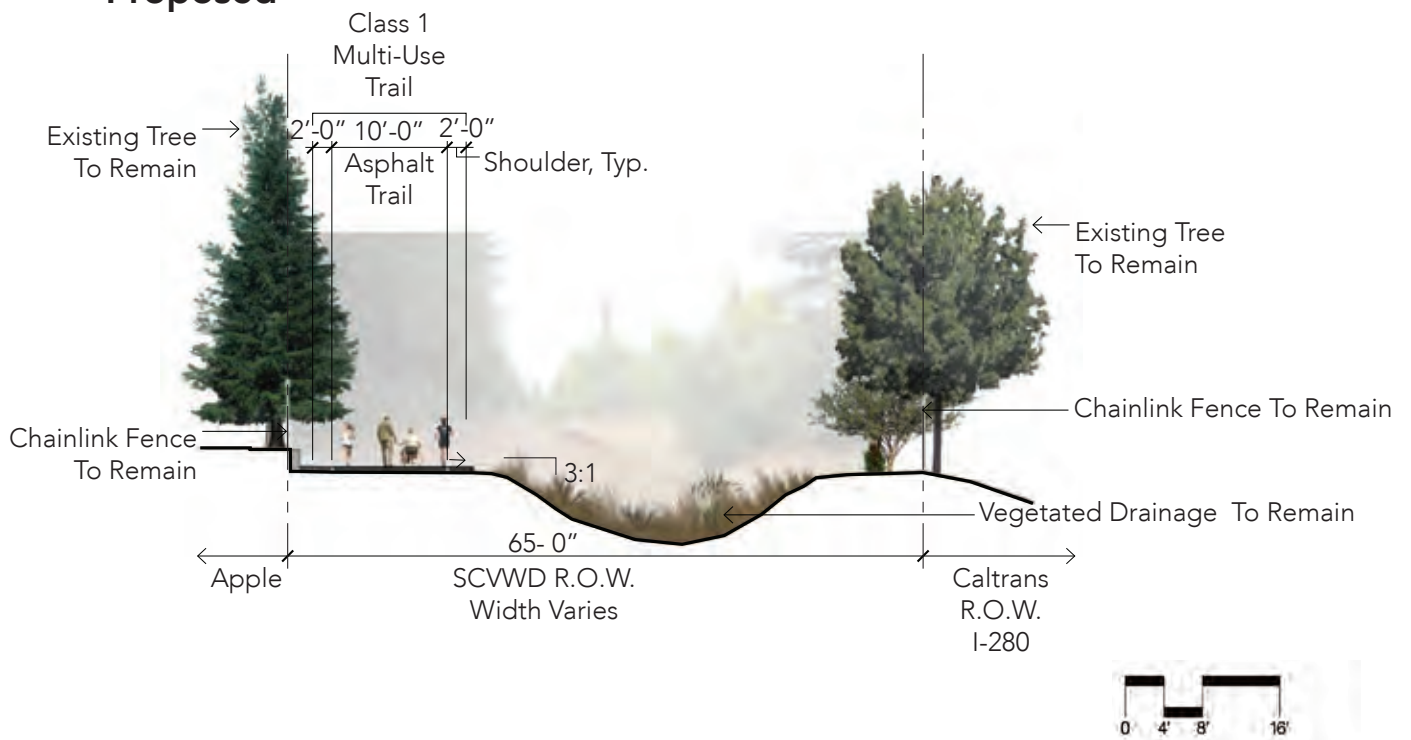 Proposed
Class 1
Multi-Use
Trail
Existing Tree
To Remain
2'-0" 10'-0" 2'-0"
Asphalt
Trail
Shoulder, Typ.
Existing Tree
To Remain
Chainlink Fence To Remain
Chainlink Fence
To Remain
3:1
Vegetated Drainage To Remain
65- 0"
Apple
SCVWD R.O.W.
Width Varies
Caltrans
R.O.W.
I-280
0' 4' 8' 16'